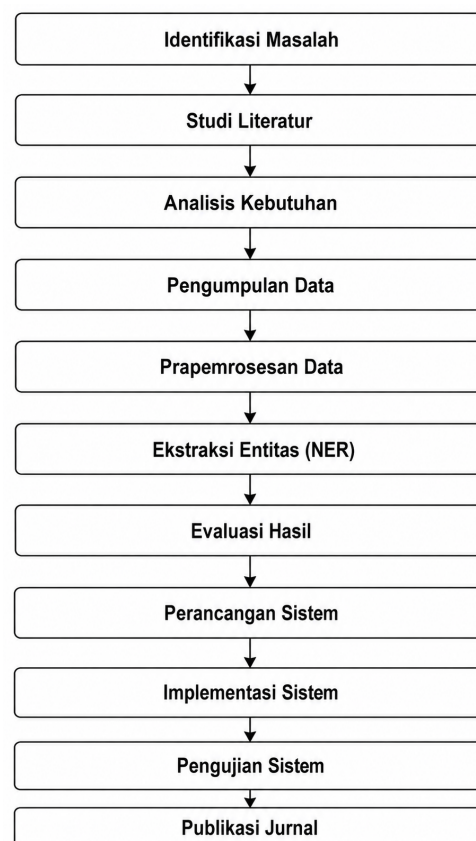 Identifikasi Masalah
Studi Literatur
Analisis Kebutuhan
Pengumpulan Data
Prapemrosesan Data
Ekstraksi Entitas (NER)
Evaluasi Hasil
Perancangan Sistem
Implementasi Sistem
Pengujian Sistem
Publikasi Jurnal